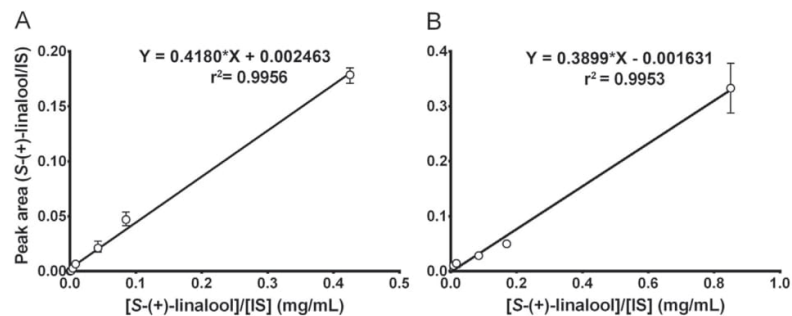 A
Y = 0.4180*X + 0.002463
r²= 0.9956
Peak area (S-(+)-linalool/IS)
0.20
0.15
0.10
0.05
0.00
0.0 0.1 0.2 0.3 0.4 0.5
[S-(+)-linalool]/[IS] (mg/mL)
B
Y = 0.3899*X - 0.001631
r² = 0.9953
0.4
0.3
0.2
0.1
0.0
0.0 0.2 0.4 0.6 0.8 1.0
[S-(+)-linalool]/[IS] (mg/mL)